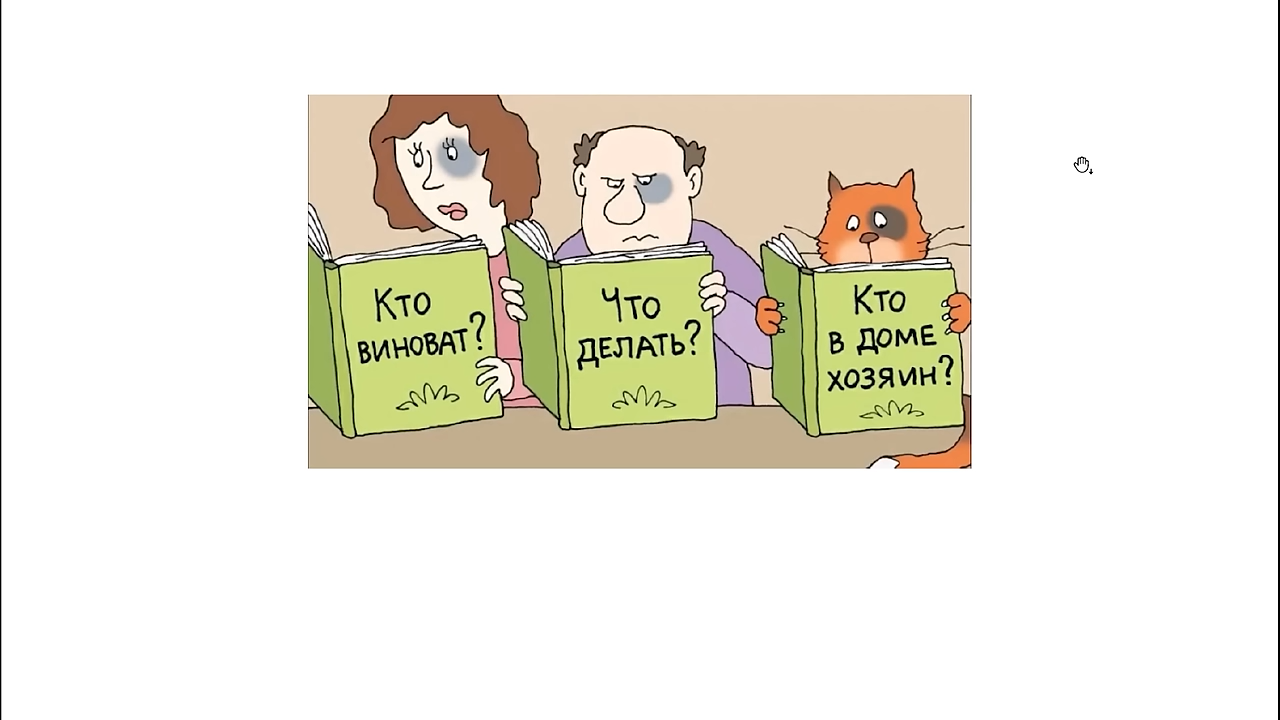 Кто
виноват?
Что
делать?
Кто
в доме
хозяин?